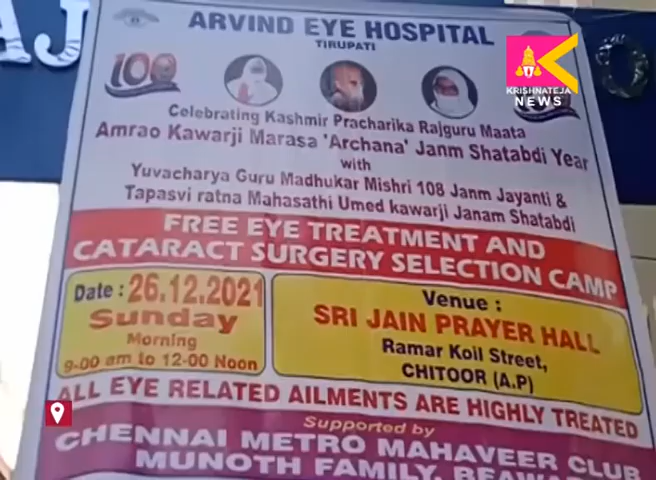 ARVIND EYE HOSPITAL
TIRUPATI
KRISHNATEJA
NEWS
100
Celebrating Kashmir Pracharika Rajguru Maata
Amrao Kawarji Marasa 'Archana' Janm Shatabdi Year
with
Yuvacharya Guru Madhukar Mishri 108 Janm Jayanti &
Tapasvi ratna Mahasathi Umed kawarji Janam Shatabdi
FREE EYE TREATMENT AND
CATARACT SURGERY SELECTION CAMP
Date : 26.12.2021
Sunday
Morning
9-00 am to 12-00 Noon
Venue :
SRI JAIN PRAYER HALL
Ramar Koil Street,
CHITOOR (A.P)
ALL EYE RELATED AILMENTS ARE HIGHLY TREATED
Supported by
CHENNAI METRO MAHAVEER CLUB
MUNOTH FAMILY,